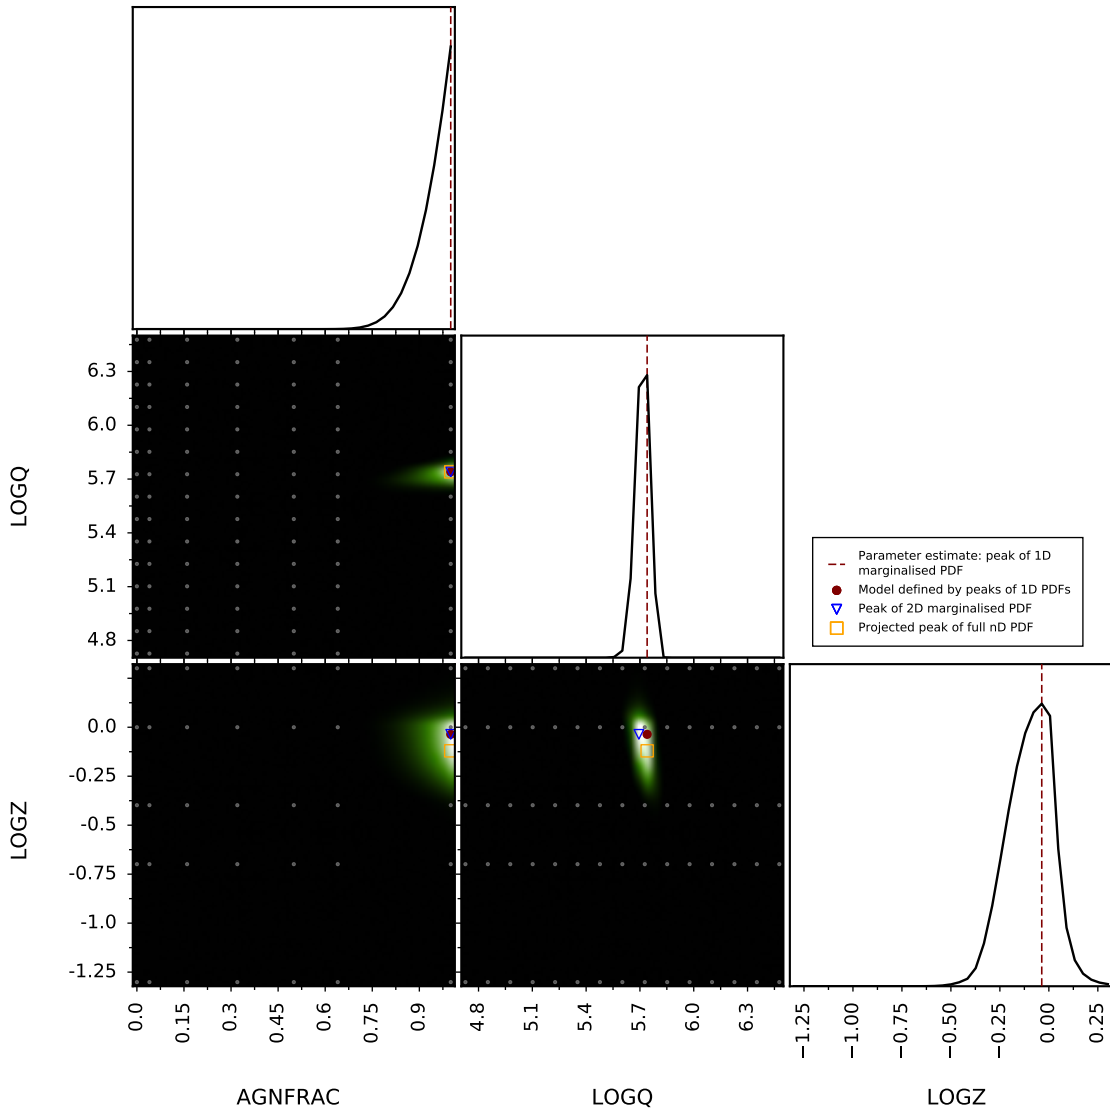 LOGQ
6.3
6.0
5.7
5.4
5.1
4.8
Parameter estimate: peak of 1D
marginalised PDF
Model defined by peaks of 1D PDFs
Peak of 2D marginalised PDF
Projected peak of full nD PDF
LOGZ
0.0
-0.25
-0.5
-0.75
-1.0
-1.25
0.0 0.15 0.3 0.45 0.6 0.75 0.9
4.8 5.1 5.4 5.7 6.0 6.3
−1.25 −1.00 −0.75 −0.50 −0.25 0.00 0.25
AGNFRAC LOGQ LOGZ